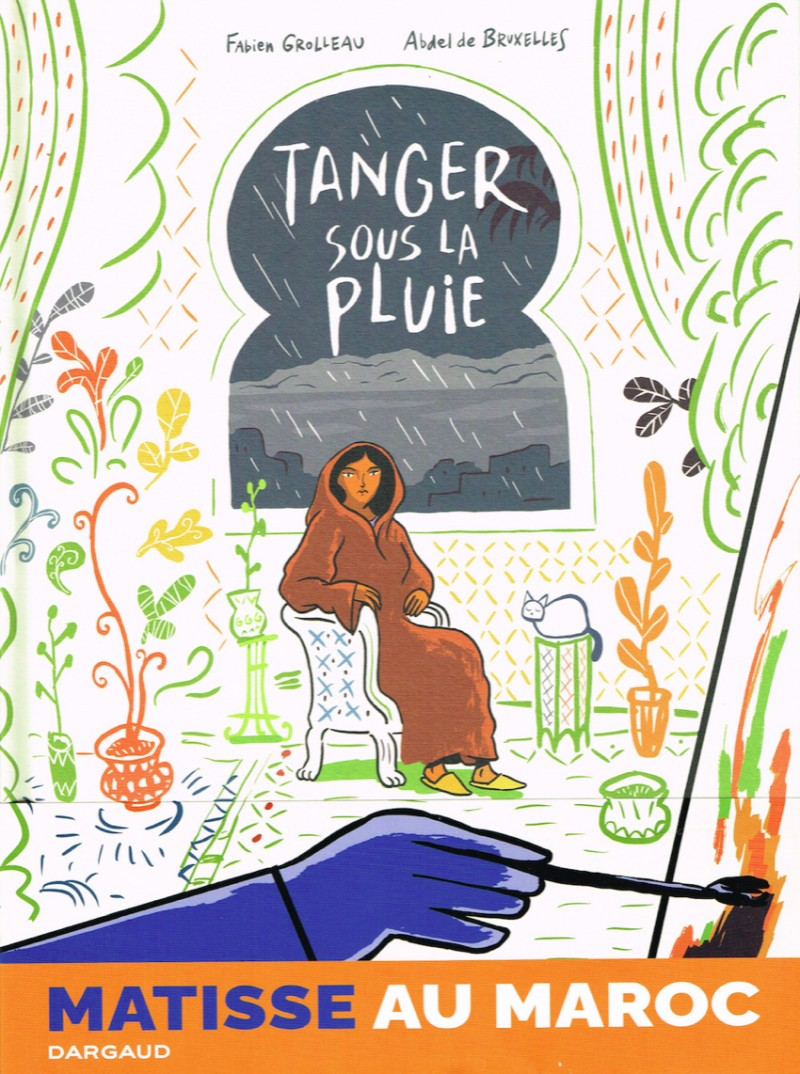 Fabien GROLLEAU Abdel de BRUXELLES
TANGER
SOUS LA
PLUIE
MATISSE AU MAROC
DARGAUD